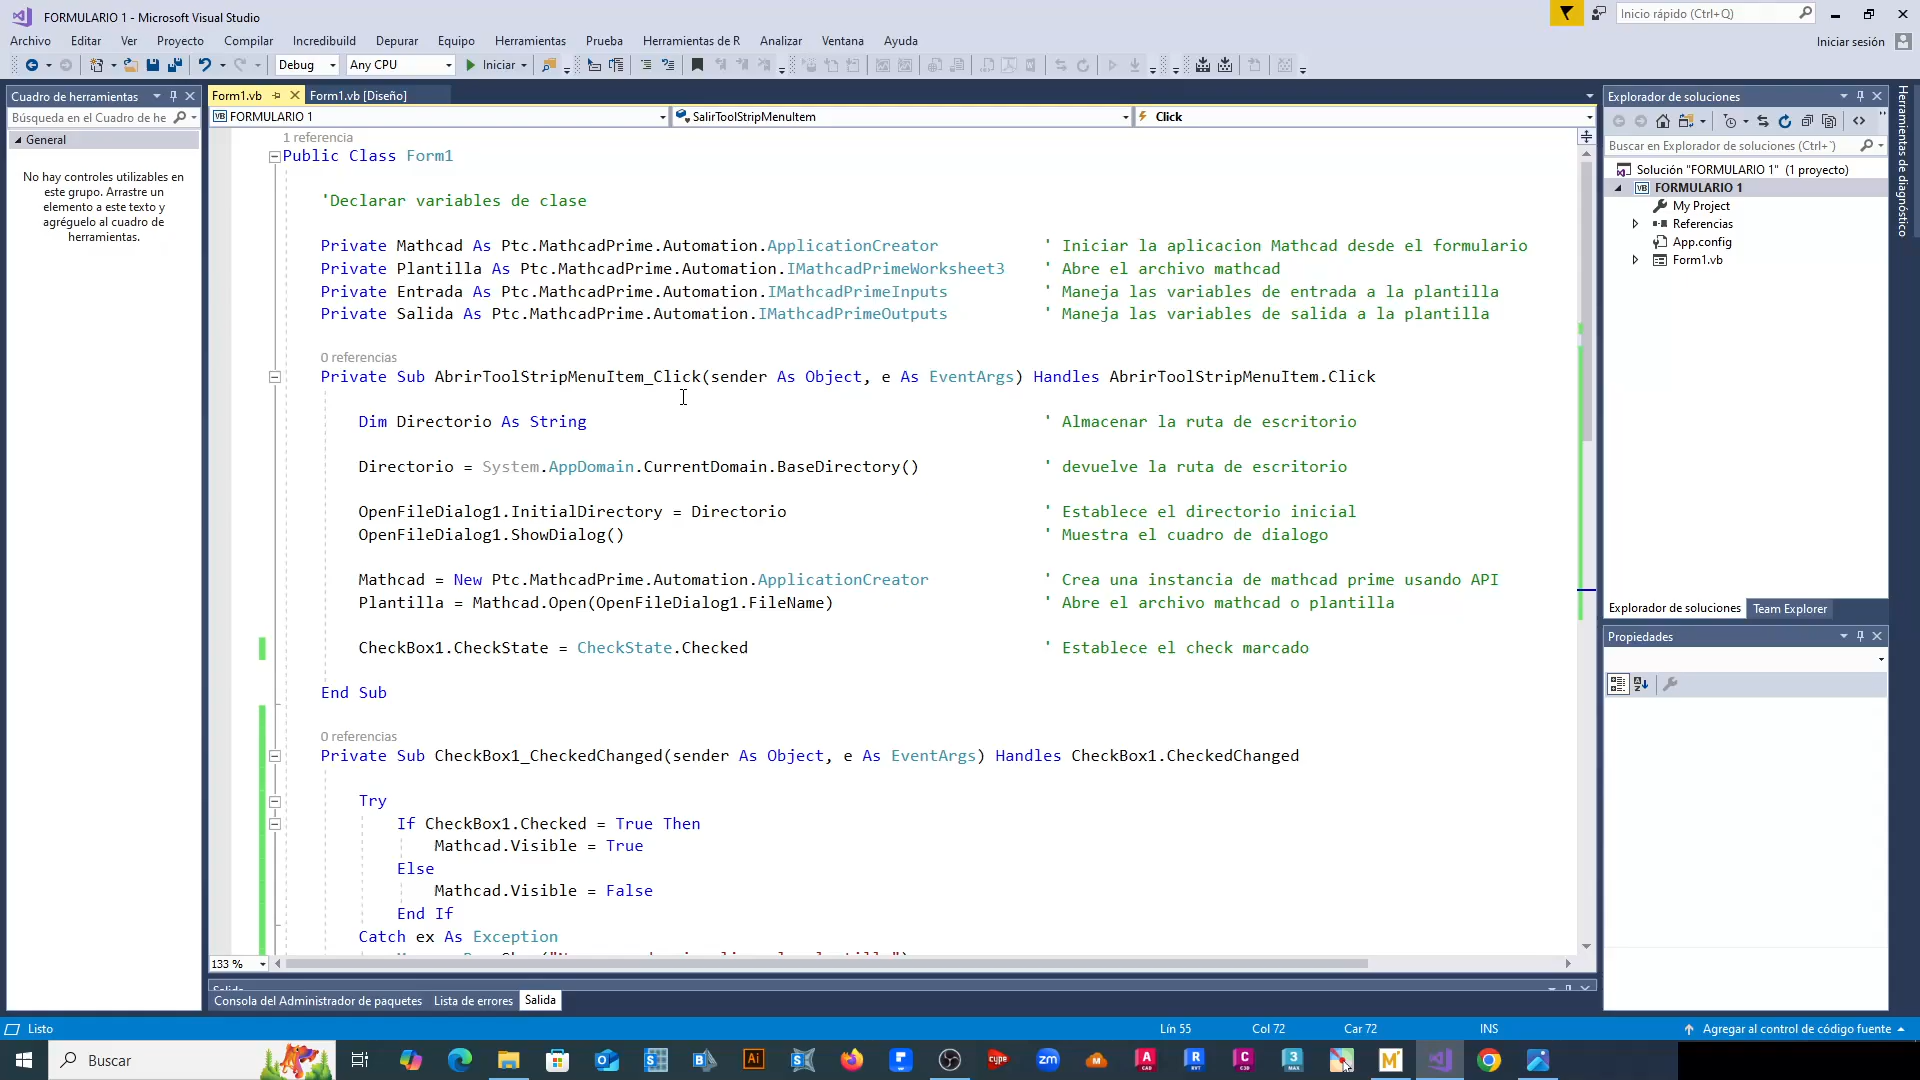 FORMULARIO 1 - Microsoft Visual Studio
Inicio rápido (Ctrl+Q)
Archivo Editar Ver Proyecto Compilar Incredibuild Depurar Equipo Herramientas Prueba Herramientas de R Analizar Ventana Ayuda
Iniciar sesión
Debug Any CPU Iniciar
Cuadro de herramientas
Búsqueda en el Cuadro de he
General
No hay controles utilizables en
este grupo. Arrastre un
elemento a este texto y
agréguelo al cuadro de
herramientas.
Form1.vb Form1.vb [Diseño]
FORMULARIO 1 SalirToolStripMenuItem Click
1 referencia
Public Class Form1
'Declarar variables de clase
Private Mathcad As Ptc.MathcadPrime.Automation.ApplicationCreator ' Iniciar la aplicacion Mathcad desde el formulario
Private Plantilla As Ptc.MathcadPrime.Automation.IMathcadPrimeWorksheet3 ' Abre el archivo mathcad
Private Entrada As Ptc.MathcadPrime.Automation.IMathcadPrimeInputs ' Maneja las variables de entrada a la plantilla
Private Salida As Ptc.MathcadPrime.Automation.IMathcadPrimeOutputs ' Maneja las variables de salida a la plantilla
0 referencias
Private Sub AbrirToolStripMenuItem_Click(sender As Object, e As EventArgs) Handles AbrirToolStripMenuItem.Click
Dim Directorio As String ' Almacenar la ruta de escritorio
Directorio = System.AppDomain.CurrentDomain.BaseDirectory() ' devuelve la ruta de escritorio
OpenFileDialog1.InitialDirectory = Directorio ' Establece el directorio inicial
OpenFileDialog1.ShowDialog() ' Muestra el cuadro de dialogo
Mathcad = New Ptc.MathcadPrime.Automation.ApplicationCreator ' Crea una instancia de mathcad prime usando API
Plantilla = Mathcad.Open(OpenFileDialog1.FileName) ' Abre el archivo mathcad o plantilla
CheckBox1.CheckState = CheckState.Checked ' Establece el check marcado
End Sub
0 referencias
Private Sub CheckBox1_CheckedChanged(sender As Object, e As EventArgs) Handles CheckBox1.CheckedChanged
Try
If CheckBox1.Checked = True Then
Mathcad.Visible = True
Else
Mathcad.Visible = False
End If
Catch ex As Exception
133 %
Salida
Consola del Administrador de paquetes Lista de errores Salida
Explorador de soluciones
Buscar en Explorador de soluciones (Ctrl+`)
Solución "FORMULARIO 1" (1 proyecto)
FORMULARIO 1
My Project
Referencias
App.config
Form1.vb
Explorador de soluciones Team Explorer
Propiedades
Herramientas de diagnóstico
Listo Lín 55 Col 72 Car 72 INS Agregar al control de código fuente
Buscar